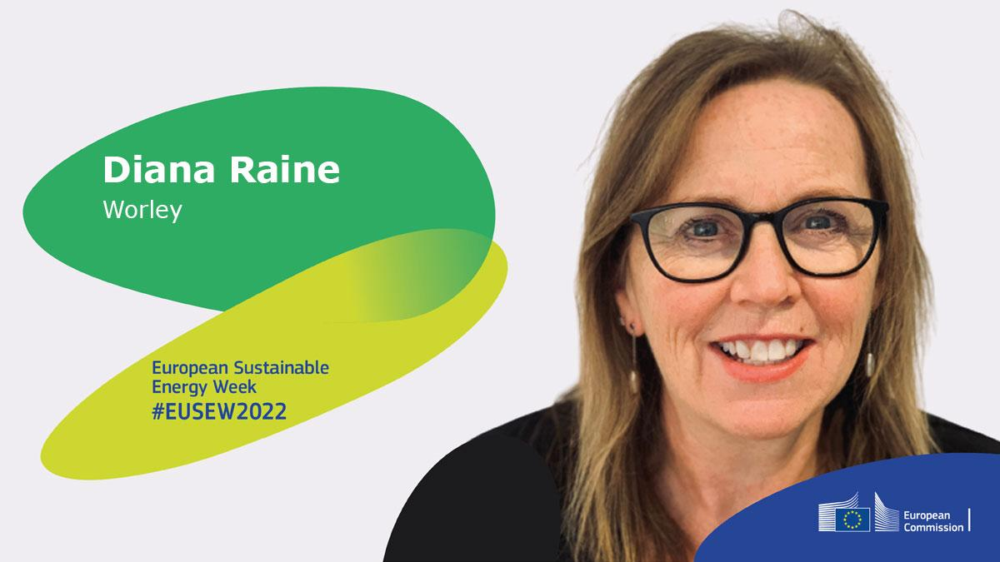 Diana Raine
Worley
European Sustainable
Energy Week
#EUSEW2022
European
Commission